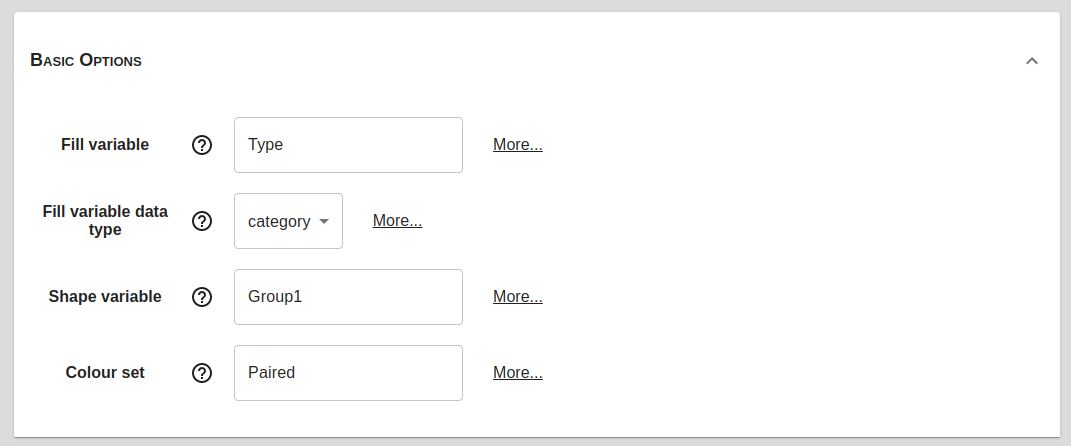 Basic Options
Fill variable ? Type More...
Fill variable data type ? category More...
Shape variable ? Group1 More...
Colour set ? Paired More...